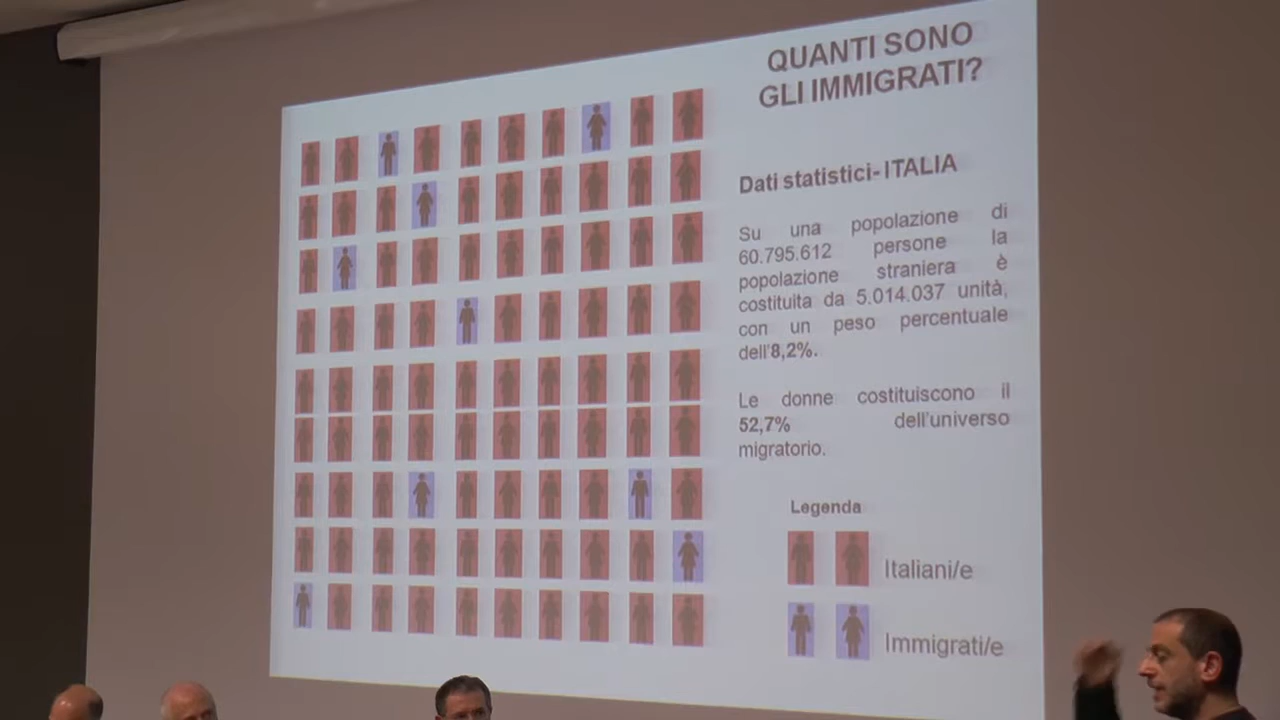 QUANTI SONO
GLI IMMIGRATI?
Dati statistici- ITALIA
Su una popolazione di
60.795.612 persone la
popolazione straniera è
costituita da 5.014.037 unità,
con un peso percentuale
dell'8,2%.
Le donne costituiscono il
52,7% dell'universo
migratorio.
Legenda
Italiani/e
Immigrati/e